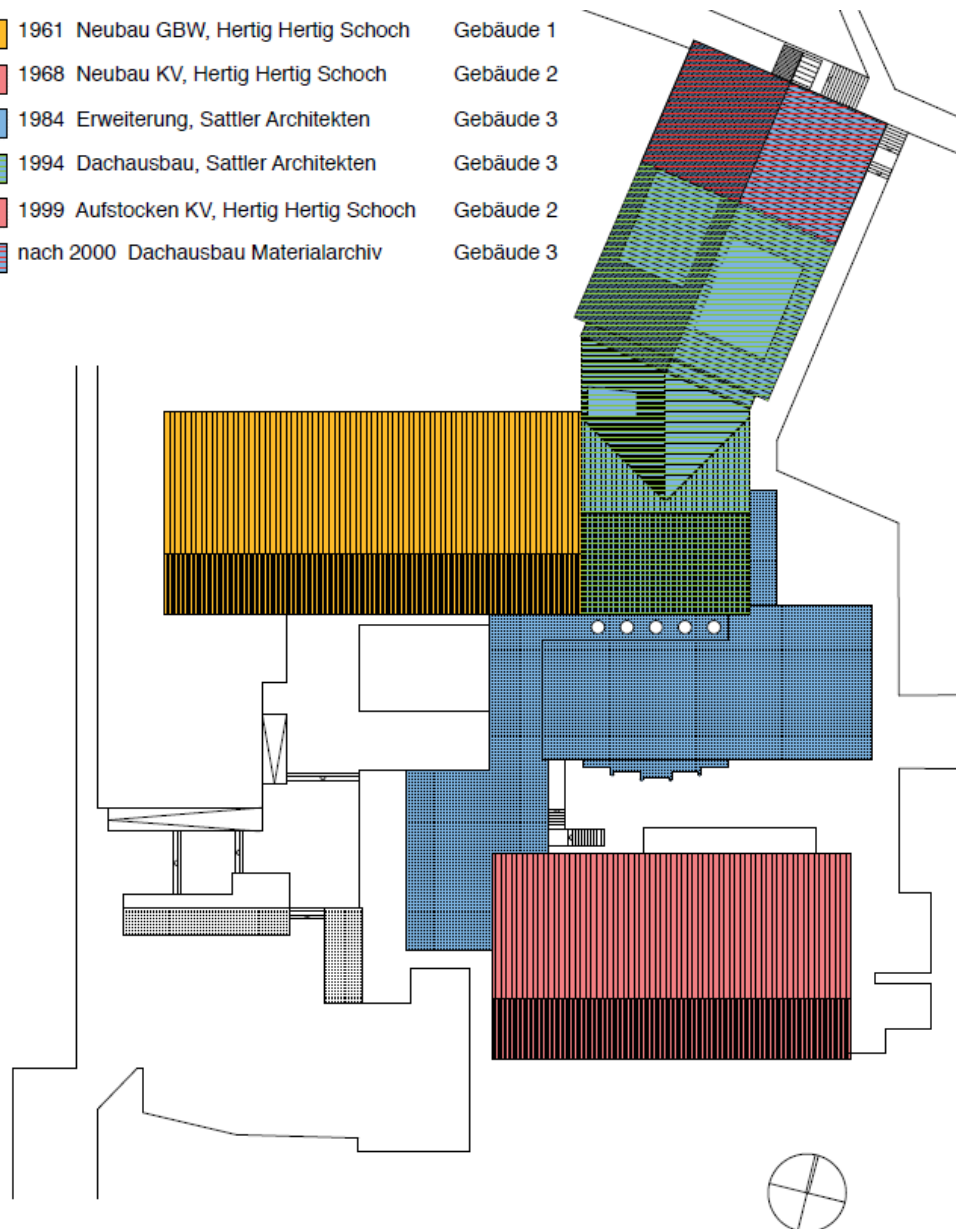 1961 Neubau GBW, Hertig Hertig Schoch Gebäude 1
1968 Neubau KV, Hertig Hertig Schoch Gebäude 2
1984 Erweiterung, Sattler Architekten Gebäude 3
1994 Dachausbau, Sattler Architekten Gebäude 3
1999 Aufstocken KV, Hertig Hertig Schoch Gebäude 2
nach 2000 Dachausbau Materialarchiv Gebäude 3